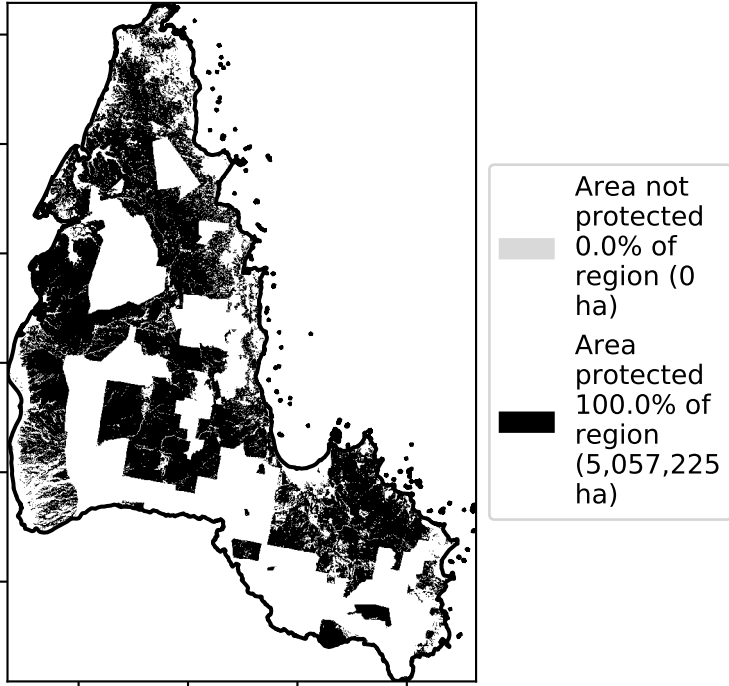 Area not
protected
0.0% of
region (0
ha)
Area
protected
100.0% of
region
(5,057,225
ha)